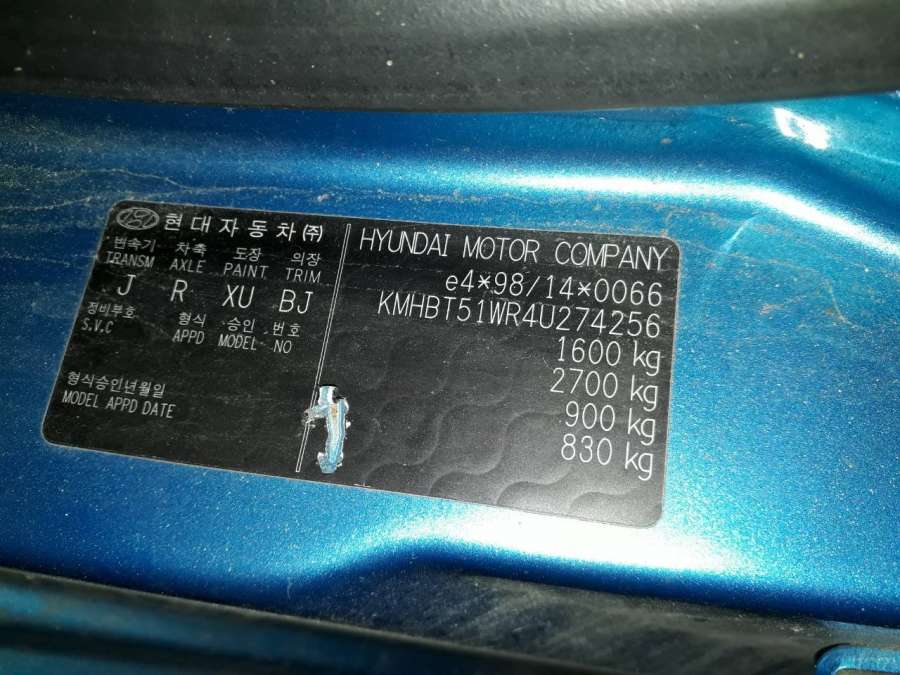 현대자동차㈜
변속기 차축 도장 의장
TRANSM AXLE PAINT TRIM
J R XU BJ
정비부호 형식 승인 번호
S.V.C APPD MODEL NO
형식승인년월일
MODEL APPD DATE
HYUNDAI MOTOR COMPANY
e4*98/14*0066
KMHBT51WR4U274256
1600 kg
2700 kg
900 kg
830 kg